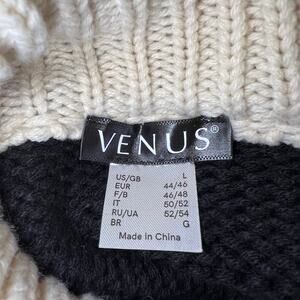 VENUS®
US/GB L
EUR 44/46
F/B 46/48
IT 50/52
RU/UA 52/54
BR G
Made in China